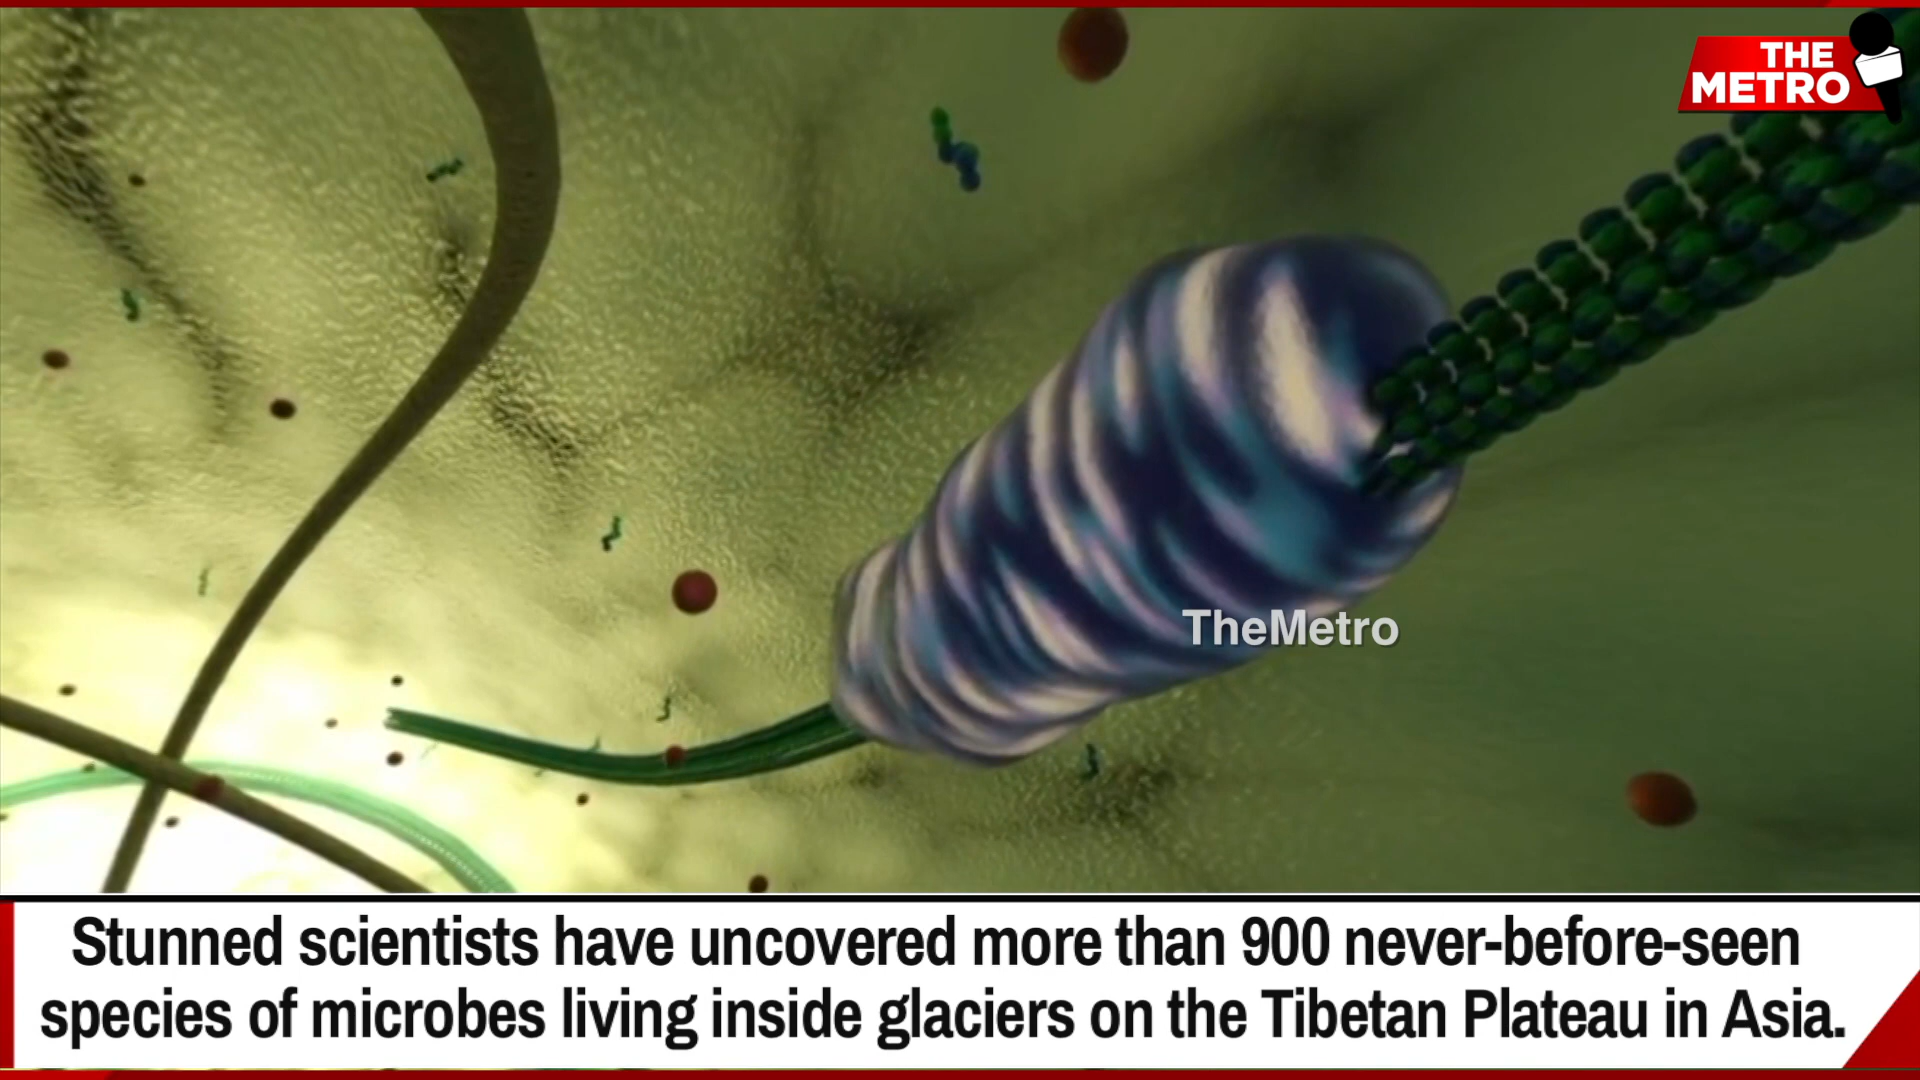 THE
METRO
TheMetro
Stunned scientists have uncovered more than 900 never-before-seen
species of microbes living inside glaciers on the Tibetan Plateau in Asia.